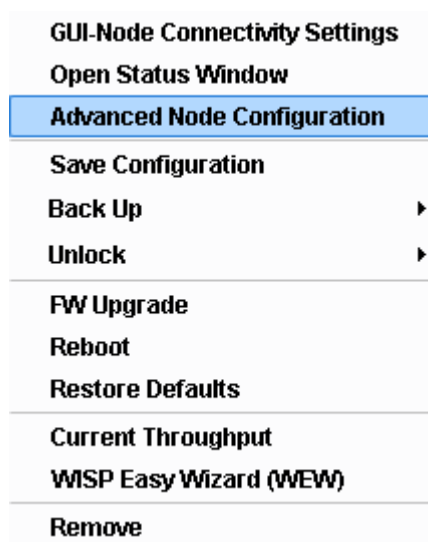 GUI-Node Connectivity Settings
Open Status Window
Advanced Node Configuration
Save Configuration
Back Up
Unlock
FW Upgrade
Reboot
Restore Defaults
Current Throughput
WISP Easy Wizard (WEW)
Remove